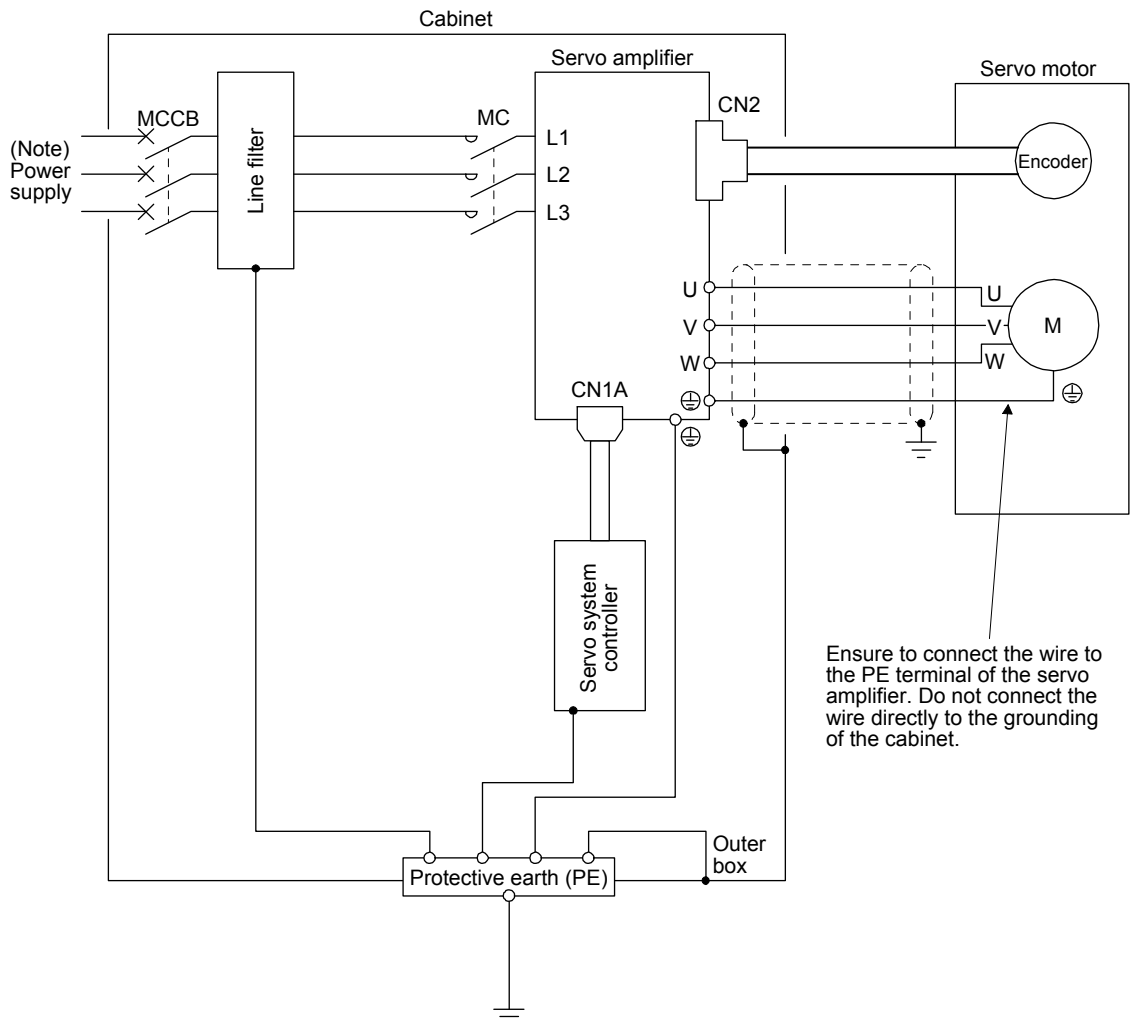 Cabinet
Servo amplifier
Servo motor
MCCB
MC
CN2
(Note)
Power
supply
Line filter
L1
L2
L3
Encoder
U
V
W
U
V
W
M
CN1A
Servo system
controller
Ensure to connect the wire to
the PE terminal of the servo
amplifier. Do not connect the
wire directly to the grounding
of the cabinet.
Outer
box
Protective earth (PE)